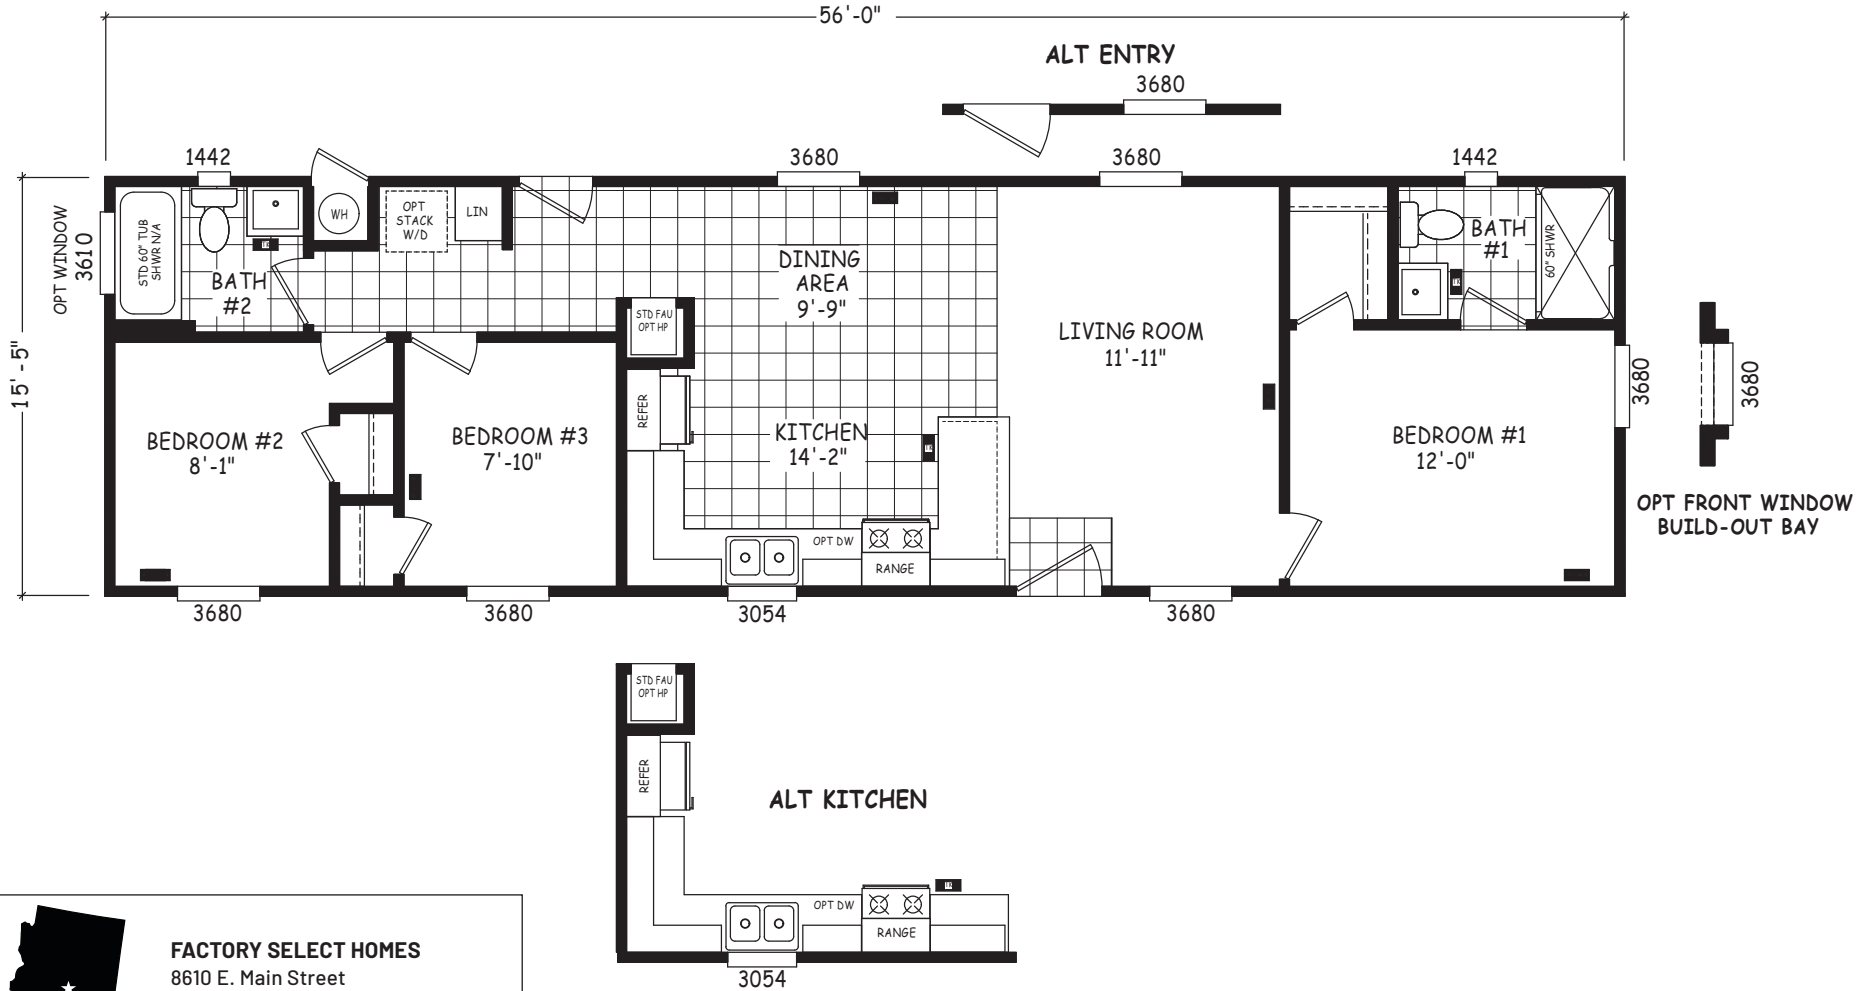 56'-0"
ALT ENTRY
3680
1442
3680
3680
1442
OPT WINDOW
3610
STD 60" TUB
SHWR N/A
WH
OPT
STACK
W/D
LIN
BATH
#2
DINING
AREA
9'-9"
BATH
#1
60" SHWR
STD FAU
OPT HP
LIVING ROOM
11'-11"
15'-5"
REFER
BEDROOM #2
8'-1"
BEDROOM #3
7'-10"
KITCHEN
14'-2"
BEDROOM #1
12'-0"
3680
3680
OPT FRONT WINDOW
BUILD-OUT BAY
OPT DW
RANGE
3680
3680
3054
3680
STD FAU
OPT HP
REFER
ALT KITCHEN
OPT DW
RANGE
3054
FACTORY SELECT HOMES
8610 E. Main Street